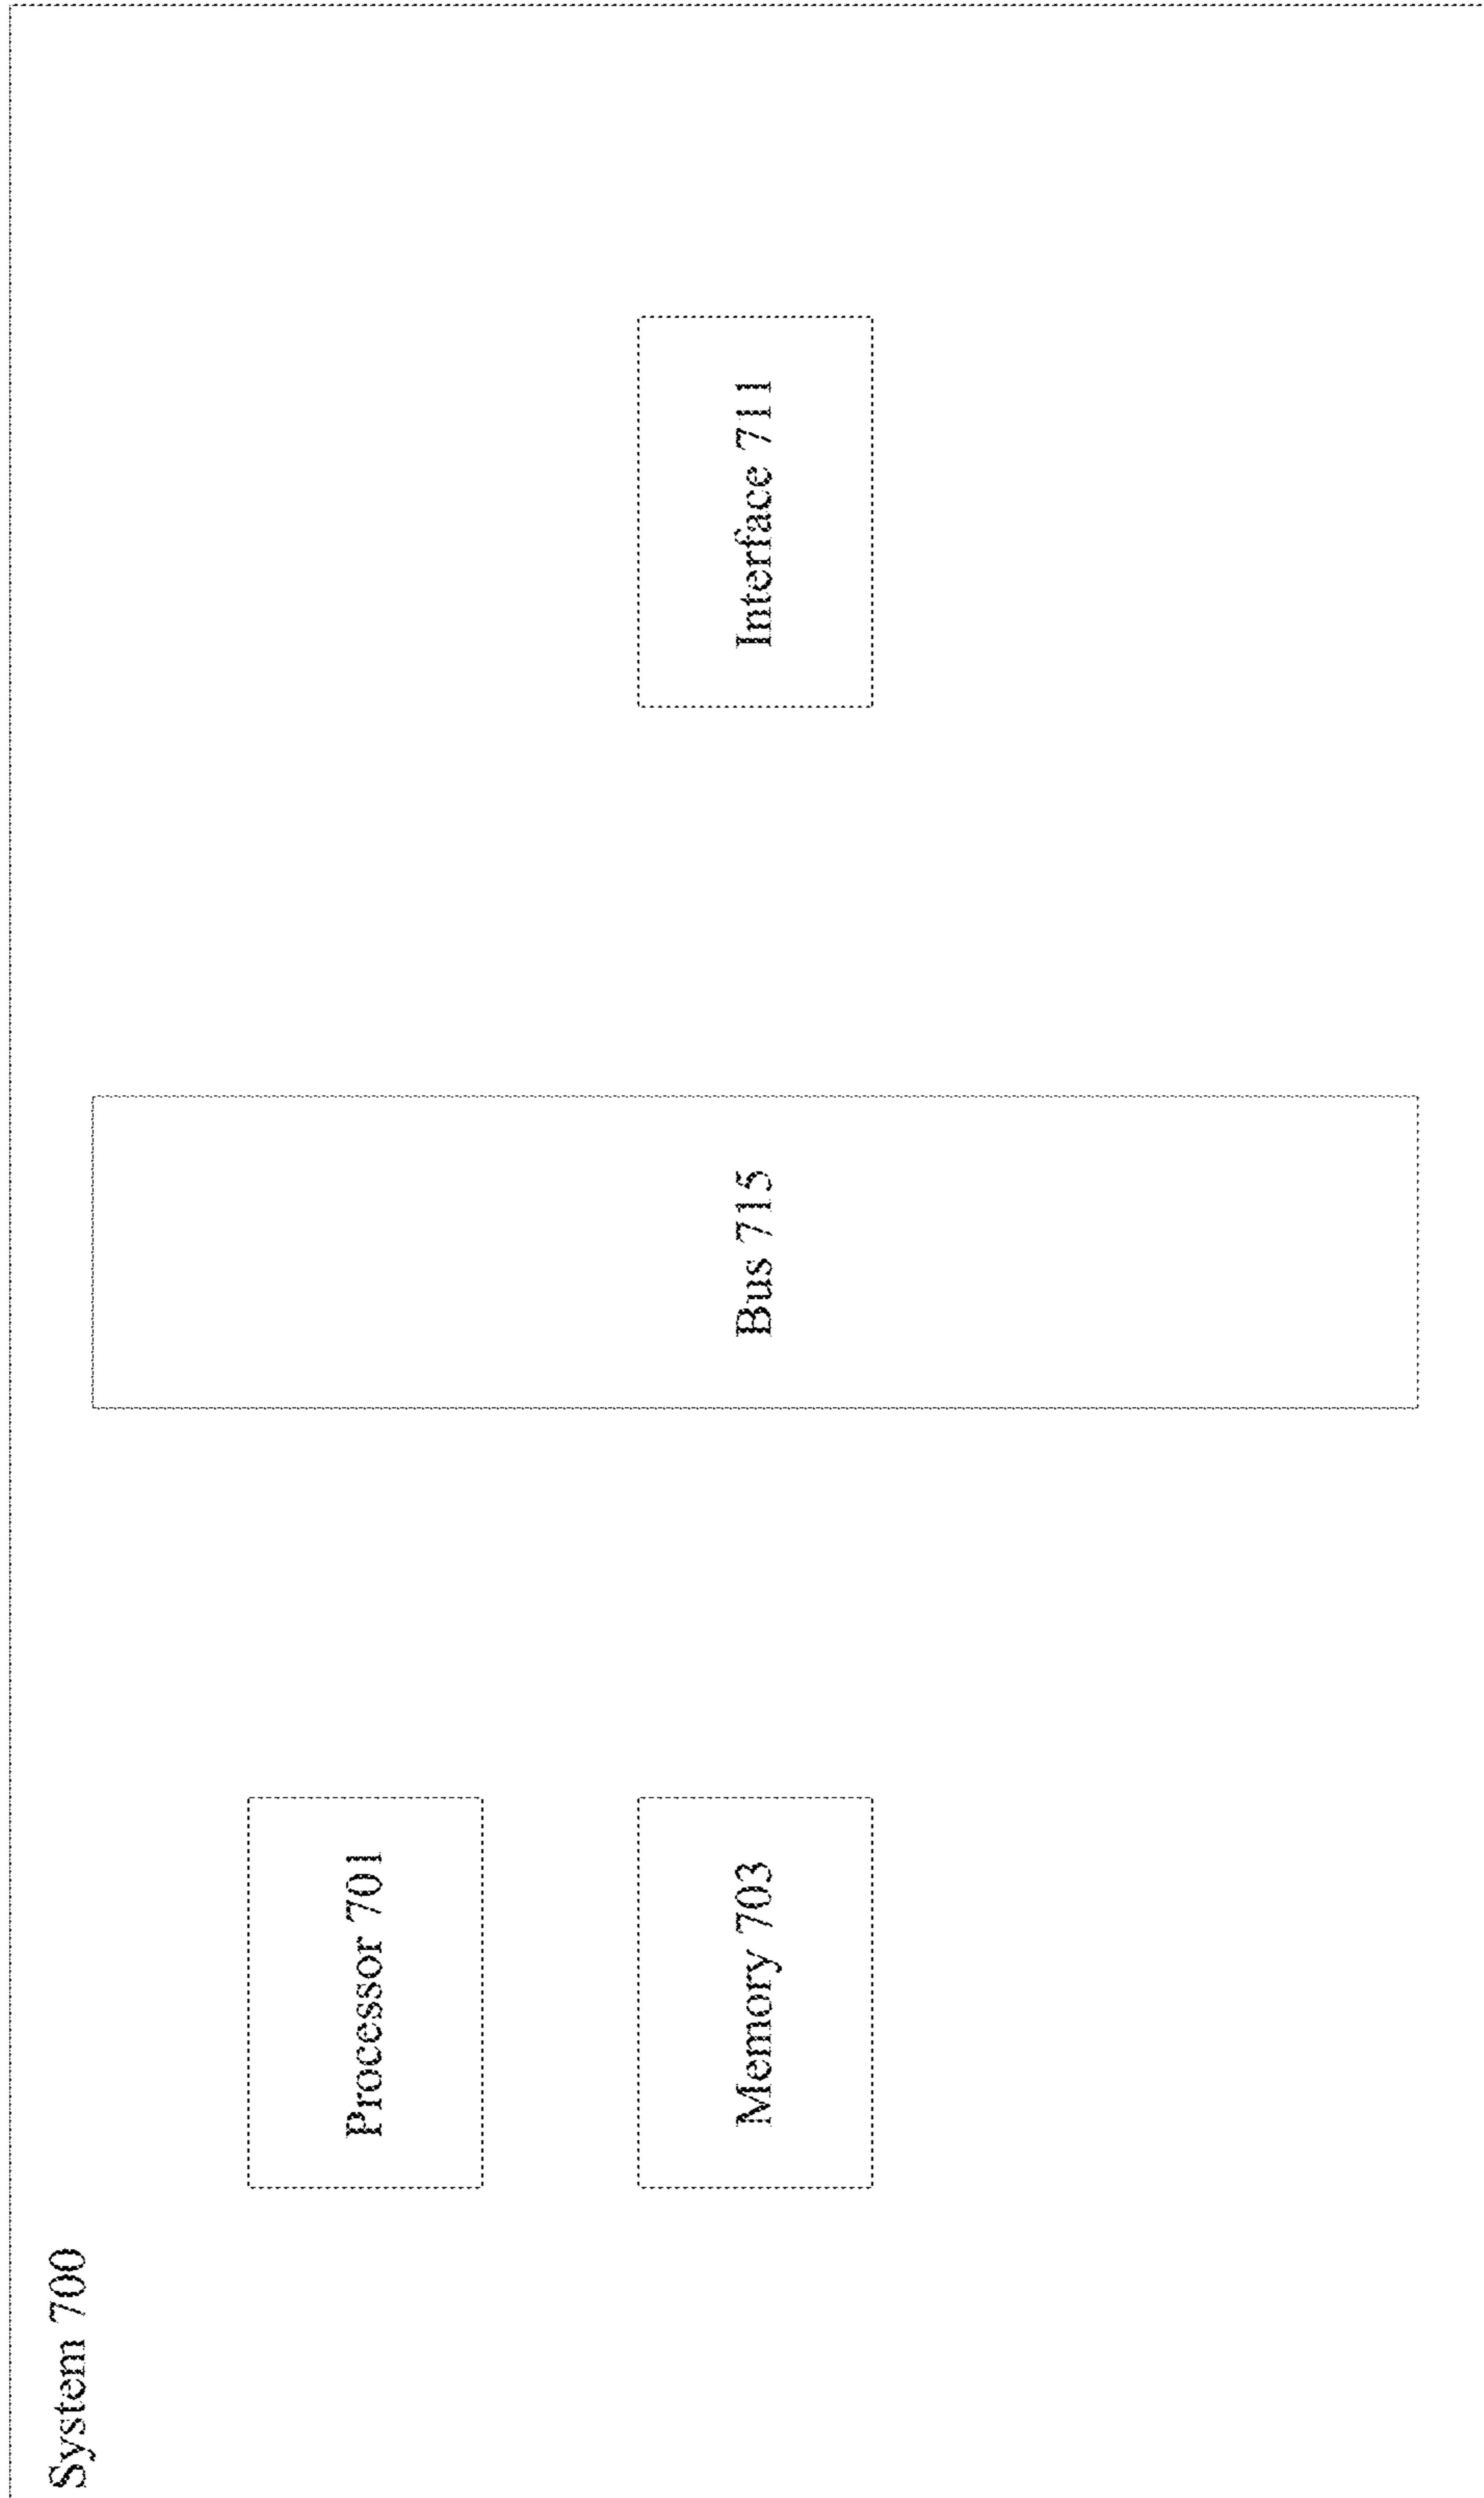 System 700
Processor 701
Memory 703
Bus 715
Interface 711